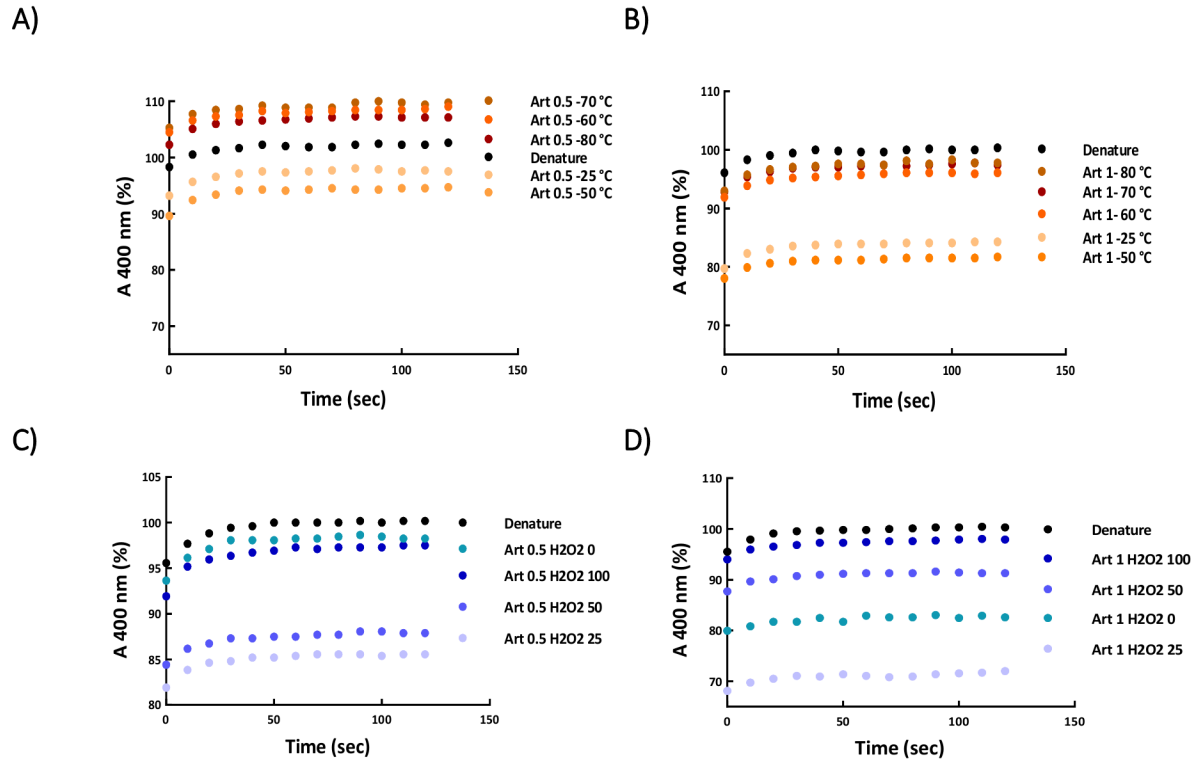 A)
A 400 nm (%)
110
100
90
80
70
0
50
100
150
Time (sec)
Art 0.5 -70 °C
Art 0.5 -60 °C
Art 0.5 -80 °C
Denature
Art 0.5 -25 °C
Art 0.5 -50 °C
B)
A 400 nm (%)
110
100
90
80
70
0
50
100
150
Time (sec)
Denature
Art 1- 80 °C
Art 1- 70 °C
Art 1- 60 °C
Art 1 -25 °C
Art 1 -50 °C
C)
A 400 nm (%)
105
100
95
90
85
80
0
50
100
150
Time (sec)
Denature
Art 0.5 H2O2 0
Art 0.5 H2O2 100
Art 0.5 H2O2 50
Art 0.5 H2O2 25
D)
A 400 nm (%)
110
100
90
80
70
0
50
100
150
Time (sec)
Denature
Art 1 H2O2 100
Art 1 H2O2 50
Art 1 H2O2 0
Art 1 H2O2 25